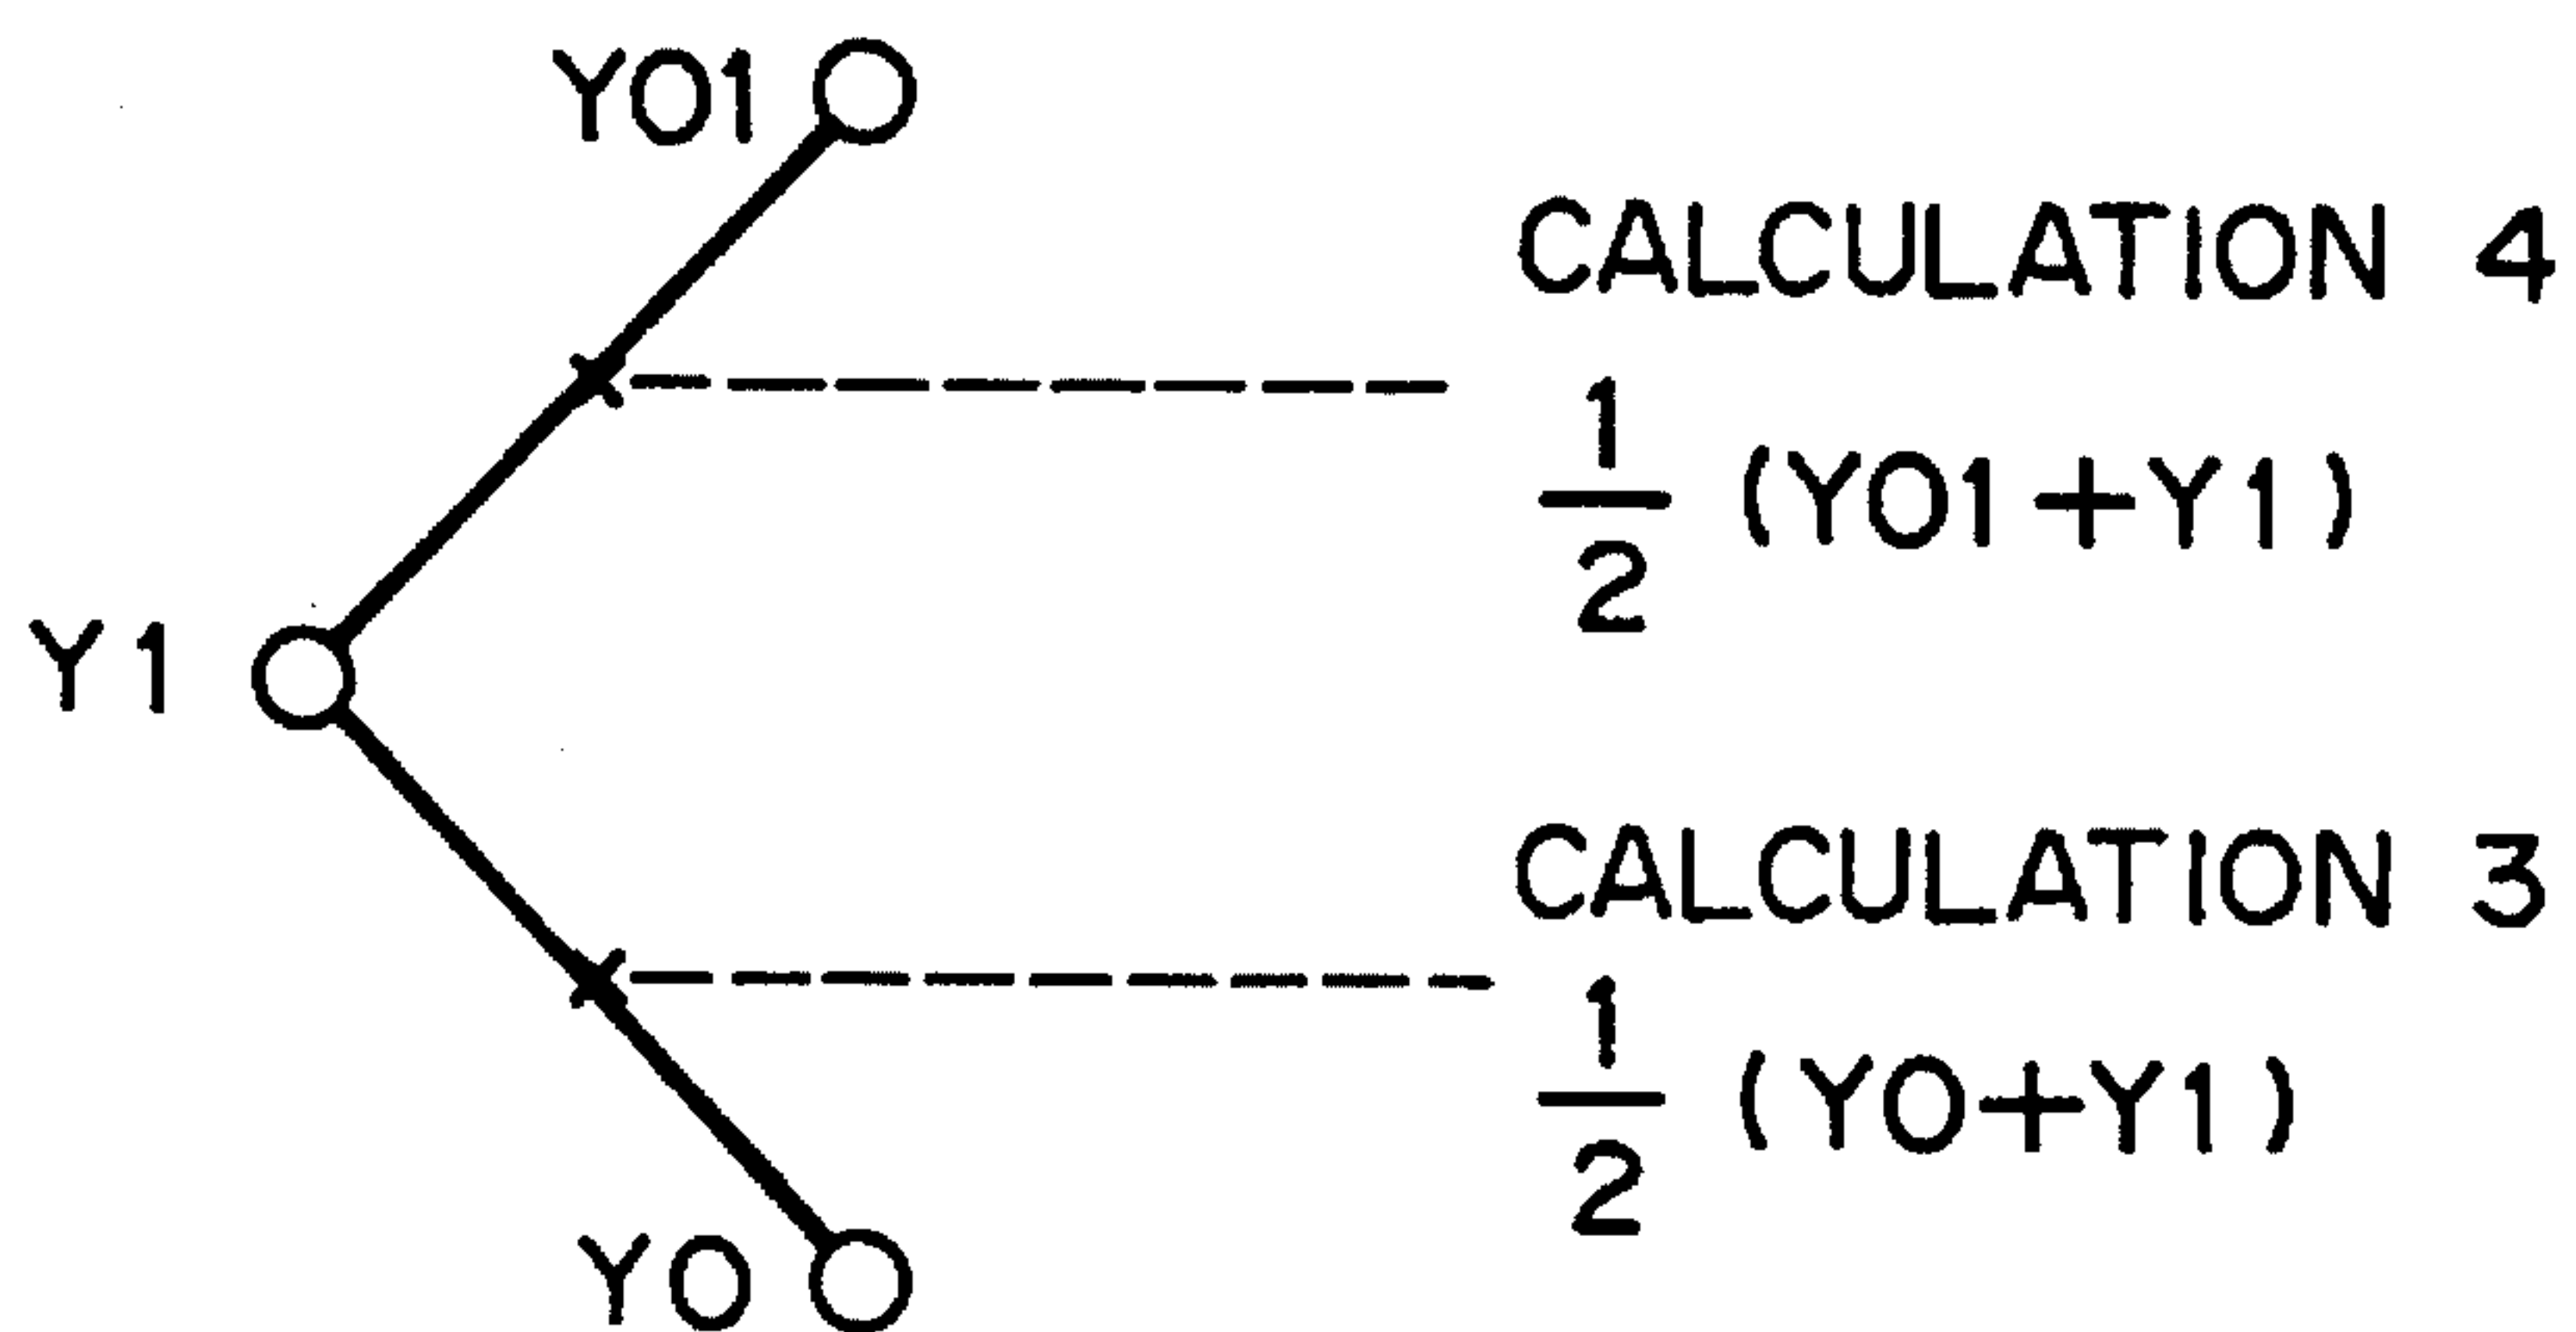 Y01
CALCULATION 4
1/2 (Y01+Y1)
Y1
CALCULATION 3
1/2 (Y0+Y1)
Y0